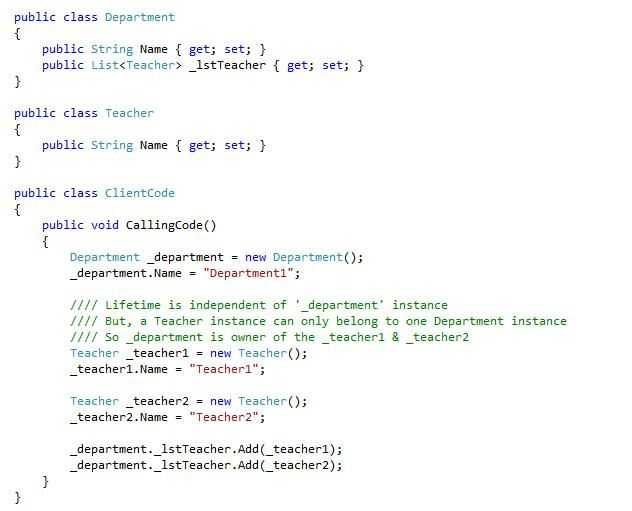 public class Department
{
    public String Name { get; set; }
    public List<Teacher> _lstTeacher { get; set; }
}

public class Teacher
{
    public String Name { get; set; }
}

public class ClientCode
{
    public void CallingCode()
    {
        Department _department = new Department();
        _department.Name = "Department1";

        //// Lifetime is independent of '_department' instance
        //// But, a Teacher instance can only belong to one Department instance
        //// So _department is owner of the _teacher1 & _teacher2
        Teacher _teacher1 = new Teacher();
        _teacher1.Name = "Teacher1";

        Teacher _teacher2 = new Teacher();
        _teacher2.Name = "Teacher2";

        _department._lstTeacher.Add(_teacher1);
        _department._lstTeacher.Add(_teacher2);
    }
}